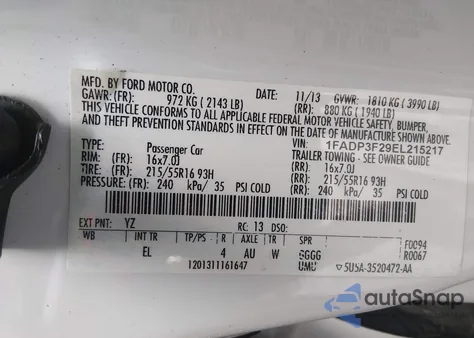 MFD. BY FORD MOTOR CO.
DATE: 11/13 GVWR: 1810 KG ( 3990 LB)
GAWR: (FR): 972 KG ( 2143 LB) (RR): 880 KG ( 1940 LB)
THIS VEHICLE CONFORMS TO ALL APPLICABLE FEDERAL MOTOR VEHICLE SAFETY, BUMPER,
AND THEFT PREVENTION STANDARDS IN EFFECT ON THE DATE OF MANUFACTURE SHOWN ABOVE.
VIN: 1FADP3F29EL215217
TYPE: Passenger Car TRAILER TOWING - SEE OWNER GUIDE
RIM: (FR): 16x7.0J (RR): 16x7.0J
TIRE: (FR): 215/55R16 93H (RR): 215/55R16 93H
PRESSURE: (FR): 240 kPa/ 35 PSI COLD (RR): 240 kPa/ 35 PSI COLD
EXT PNT: YZ RC: 13 DSO:
WB INT TR TP/PS R AXLE TR SPR F0094
EL 4 AU W GGGG R0067
1201311161647 UMU 5U5A-3520472-AA
autoSnap